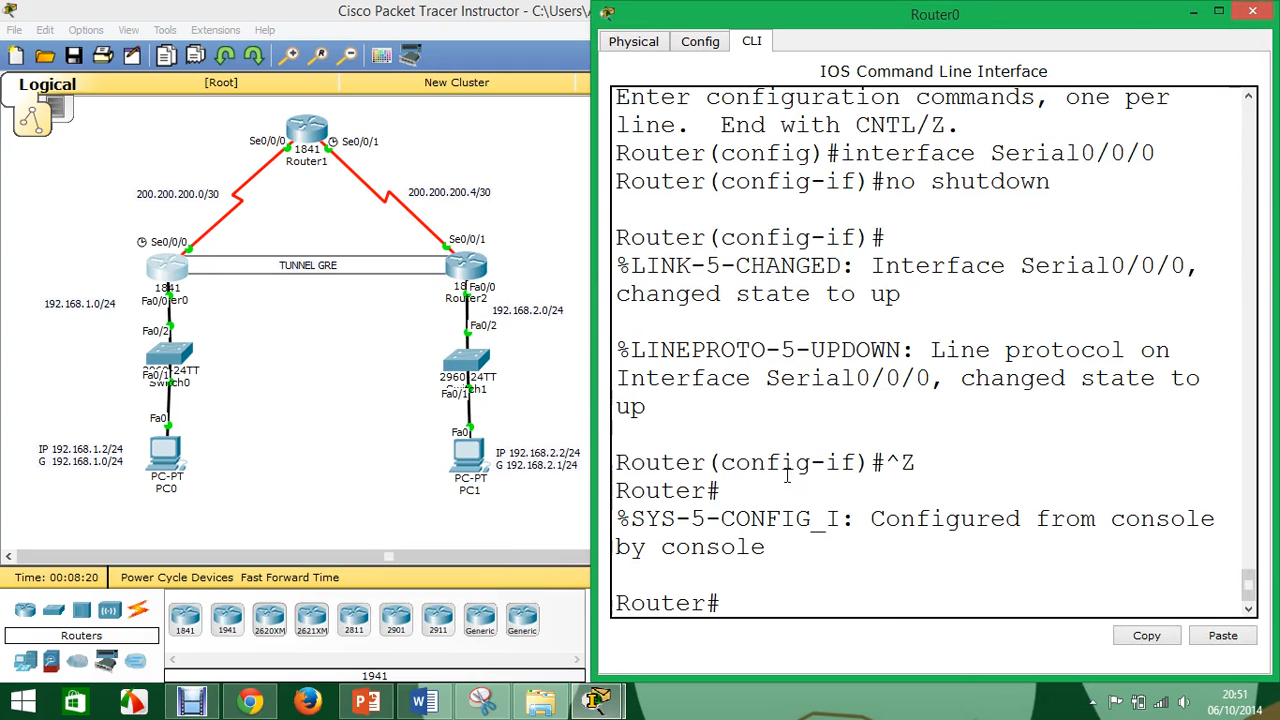 Cisco Packet Tracer Instructor - C:\Users\
File Edit Options View Tools Extensions Help
Logical
[Root]
New Cluster
Se0/0/0
Se0/0/1
1841
Router1
200.200.200.0/30
200.200.200.4/30
Se0/0/0
Se0/0/1
TUNNEL GRE
1841
Fa0/0
Fa0/0
Router2
192.168.1.0/24
192.168.2.0/24
Fa0/2
Fa0/2
24TT
Switch0
Fa0/1
2960 24TT
Fa0/1
Fa0
Fa0
IP 192.168.1.2/24
G 192.168.1.0/24
PC-PT
PC0
IP 192.168.2.2/24
G 192.168.2.1/24
PC-PT
PC1
Time: 00:08:20 Power Cycle Devices Fast Forward Time
Routers
1841 1941 2620XM 2621XM 2811 2901 2911 Generic Generic
1941
Router0
Physical Config CLI
IOS Command Line Interface
Enter configuration commands, one per
line. End with CNTL/Z.
Router(config)#interface Serial0/0/0
Router(config-if)#no shutdown
Router(config-if)#
%LINK-5-CHANGED: Interface Serial0/0/0,
changed state to up
%LINEPROTO-5-UPDOWN: Line protocol on
Interface Serial0/0/0, changed state to
up
Router(config-if)#^Z
Router#
%SYS-5-CONFIG_I: Configured from console
by console
Router#
Copy Paste
20:51
06/10/2014